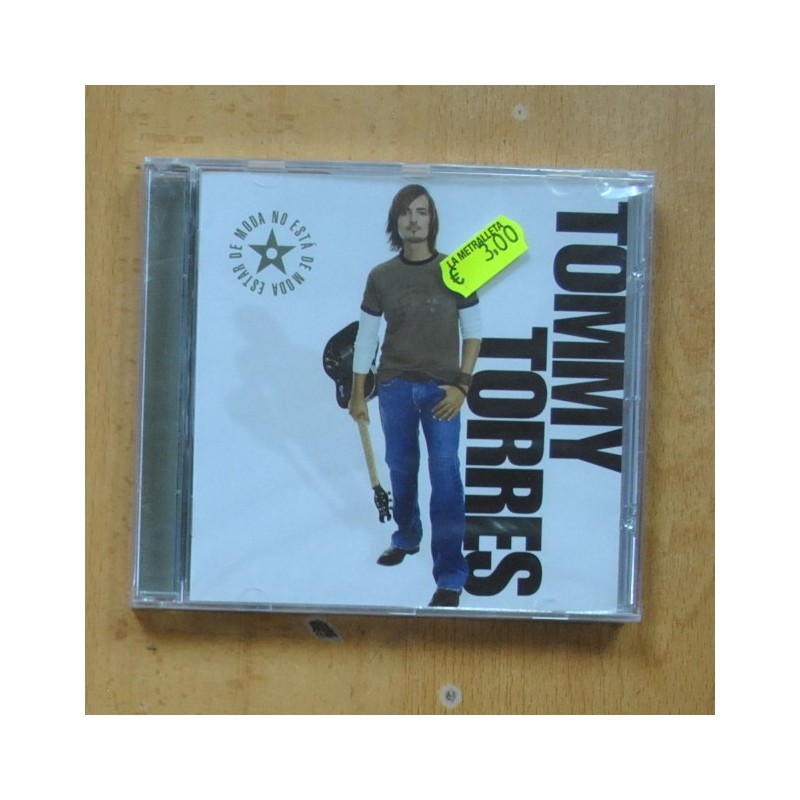 ESTAR DE MODA NO ESTÁ DE MODA
LA METRALLETA
€ 3,00
TOMMY
TORRES